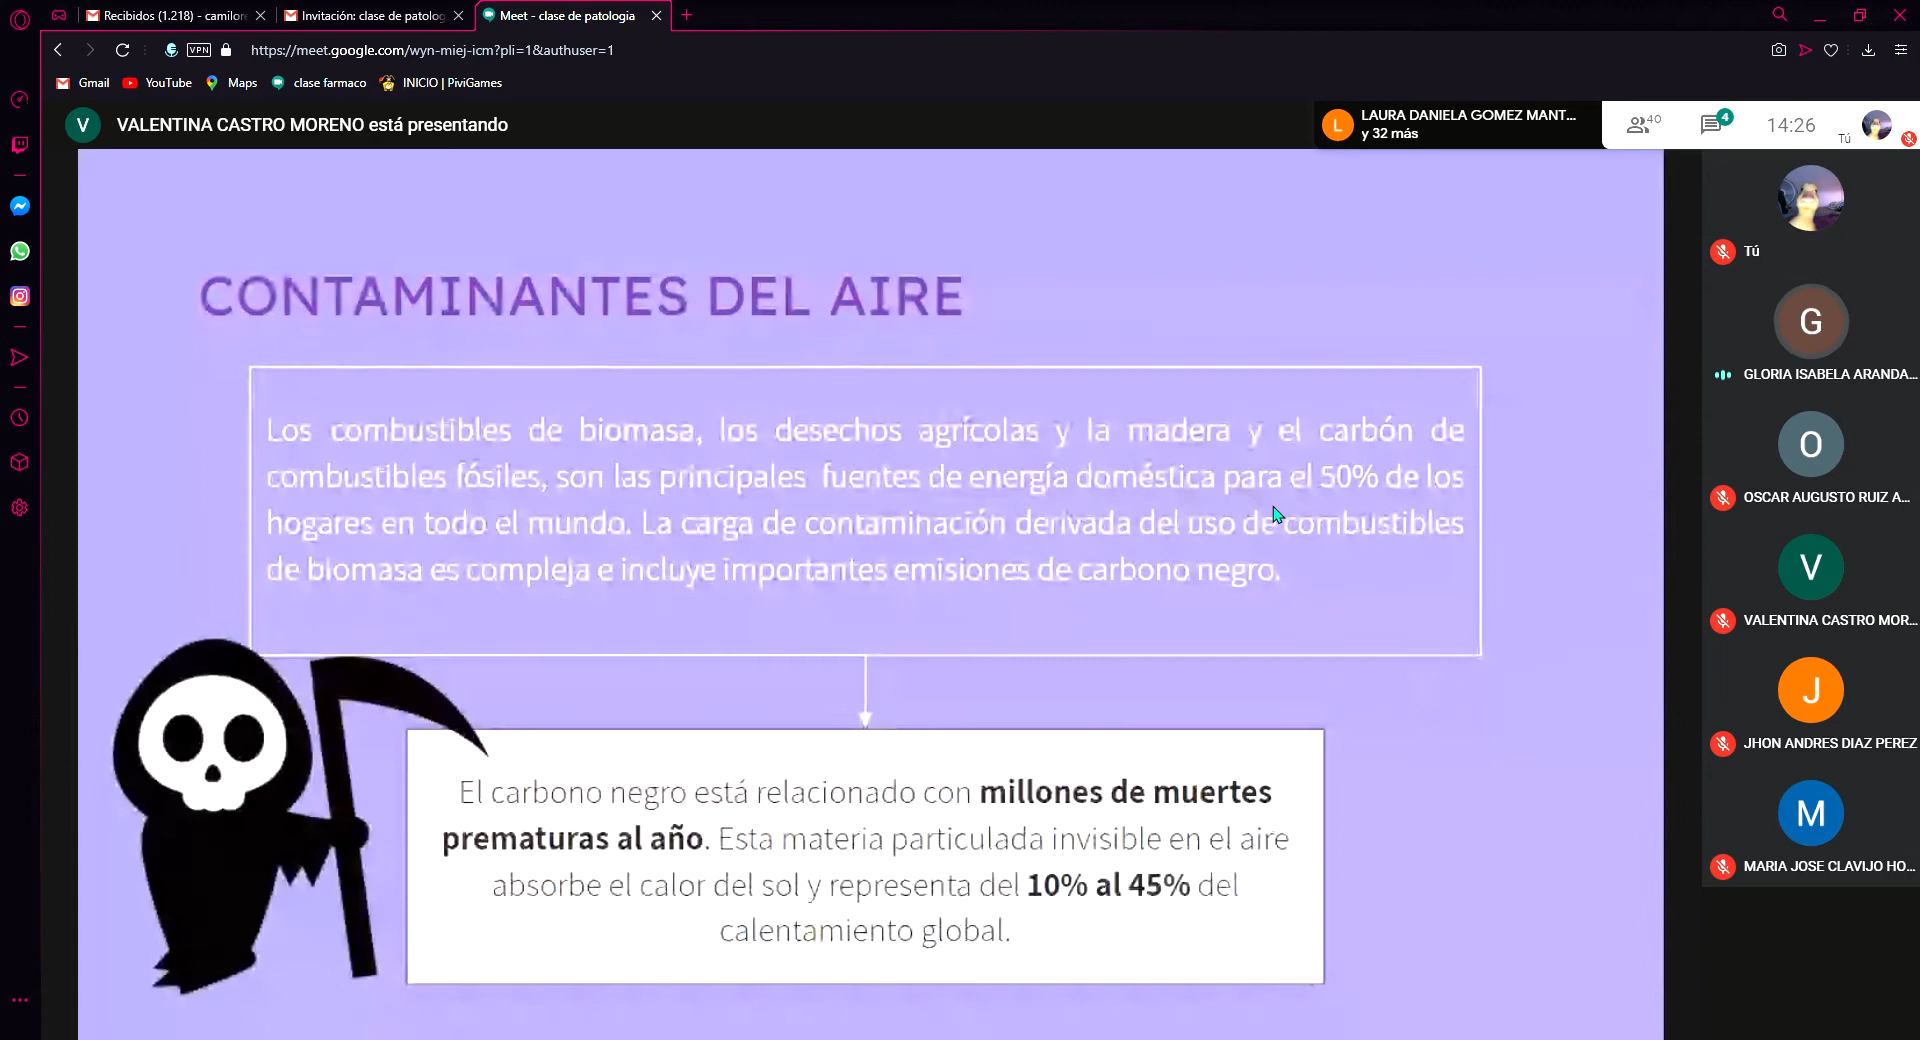 Recibidos (1.218) - camilore
Invitación: clase de patolog
Meet - clase de patologia
VPN
https://meet.google.com/wyn-miej-icm?pli=1&authuser=1
Gmail
YouTube
Maps
clase farmaco
INICIO | PiviGames
V
VALENTINA CASTRO MORENO está presentando
L
LAURA DANIELA GOMEZ MANT...
y 32 más
40
4
14:26
Tú
CONTAMINANTES DEL AIRE
Los combustibles de biomasa, los desechos agrícolas y la madera y el carbón de
combustibles fósiles, son las principales fuentes de energía doméstica para el 50% de los
hogares en todo el mundo. La carga de contaminación derivada del uso de combustibles
de biomasa es compleja e incluye importantes emisiones de carbono negro.
El carbono negro está relacionado con millones de muertes
prematuras al año. Esta materia particulada invisible en el aire
absorbe el calor del sol y representa del 10% al 45% del
calentamiento global.
Tú
G
GLORIA ISABELA ARANDA...
O
OSCAR AUGUSTO RUIZ A...
V
VALENTINA CASTRO MOR...
J
JHON ANDRES DIAZ PEREZ
M
MARIA JOSE CLAVIJO HO...